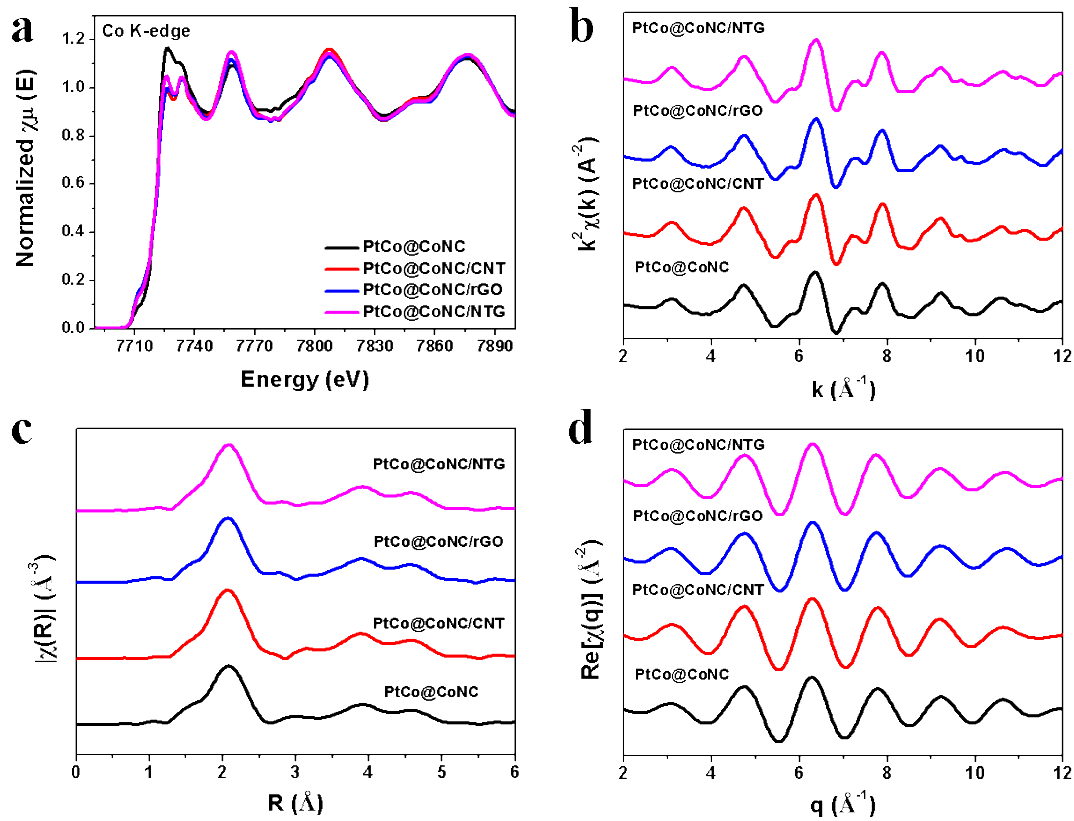 a
Co K-edge
Normalized χμ (E)
1.2
1.0
0.8
0.6
0.4
0.2
0.0
PtCo@CoNC
PtCo@CoNC/CNT
PtCo@CoNC/rGO
PtCo@CoNC/NTG
7710 7740 7770 7800 7830 7860 7890
Energy (eV)
b
PtCo@CoNC/NTG
PtCo@CoNC/rGO
PtCo@CoNC/CNT
PtCo@CoNC
k²χ(k) (A⁻²)
2 4 6 8 10 12
k (Å⁻¹)
c
PtCo@CoNC/NTG
PtCo@CoNC/rGO
PtCo@CoNC/CNT
PtCo@CoNC
|χ(R)| (Å⁻³)
0 1 2 3 4 5 6
R (Å)
d
PtCo@CoNC/NTG
PtCo@CoNC/rGO
PtCo@CoNC/CNT
PtCo@CoNC
Re[χ(q)] (Å⁻²)
2 4 6 8 10 12
q (Å⁻¹)